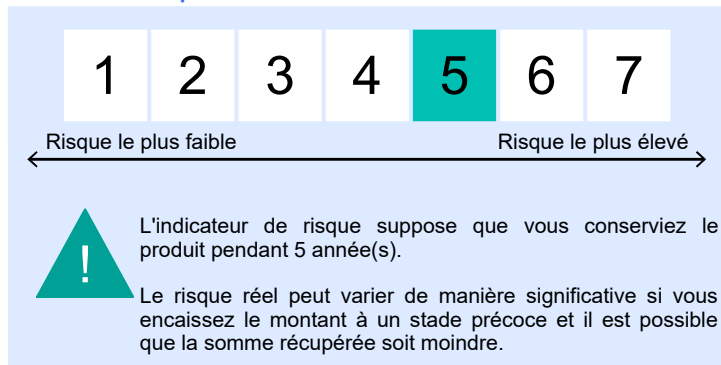 1 2 3 4 5 6 7
Risque le plus faible Risque le plus élevé
!
L'indicateur de risque suppose que vous conserviez le
produit pendant 5 année(s).
Le risque réel peut varier de manière significative si vous
encaissez le montant à un stade précoce et il est possible
que la somme récupérée soit moindre.